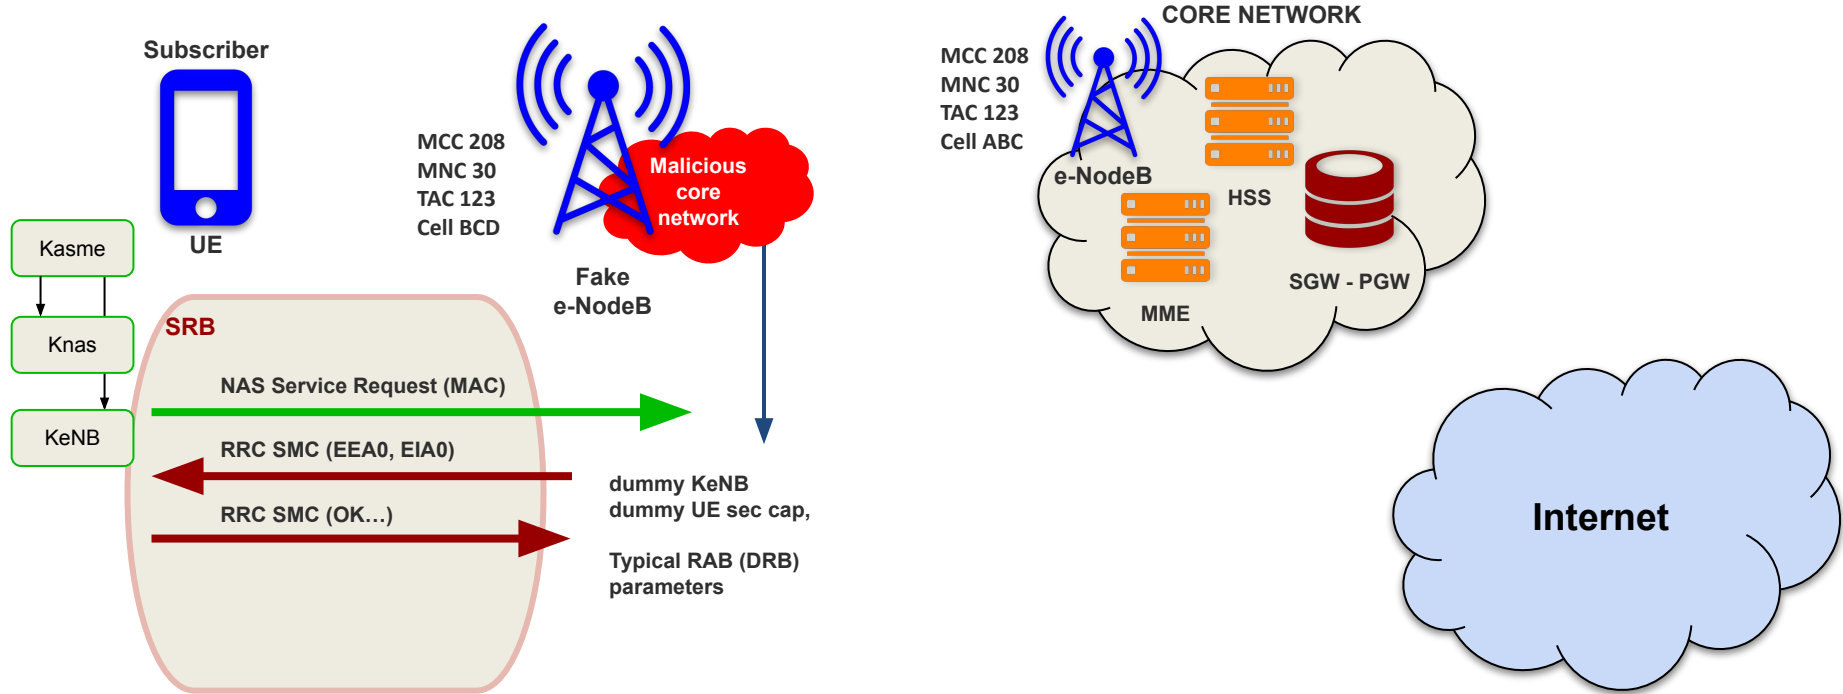 Subscriber
UE
Kasme
Knas
KeNB
SRB
NAS Service Request (MAC)
RRC SMC (EEA0, EIA0)
RRC SMC (OK…)
MCC 208
MNC 30
TAC 123
Cell BCD
Malicious
core
network
Fake
e-NodeB
dummy KeNB
dummy UE sec cap,
Typical RAB (DRB)
parameters
CORE NETWORK
MCC 208
MNC 30
TAC 123
Cell ABC
e-NodeB
HSS
MME
SGW - PGW
Internet